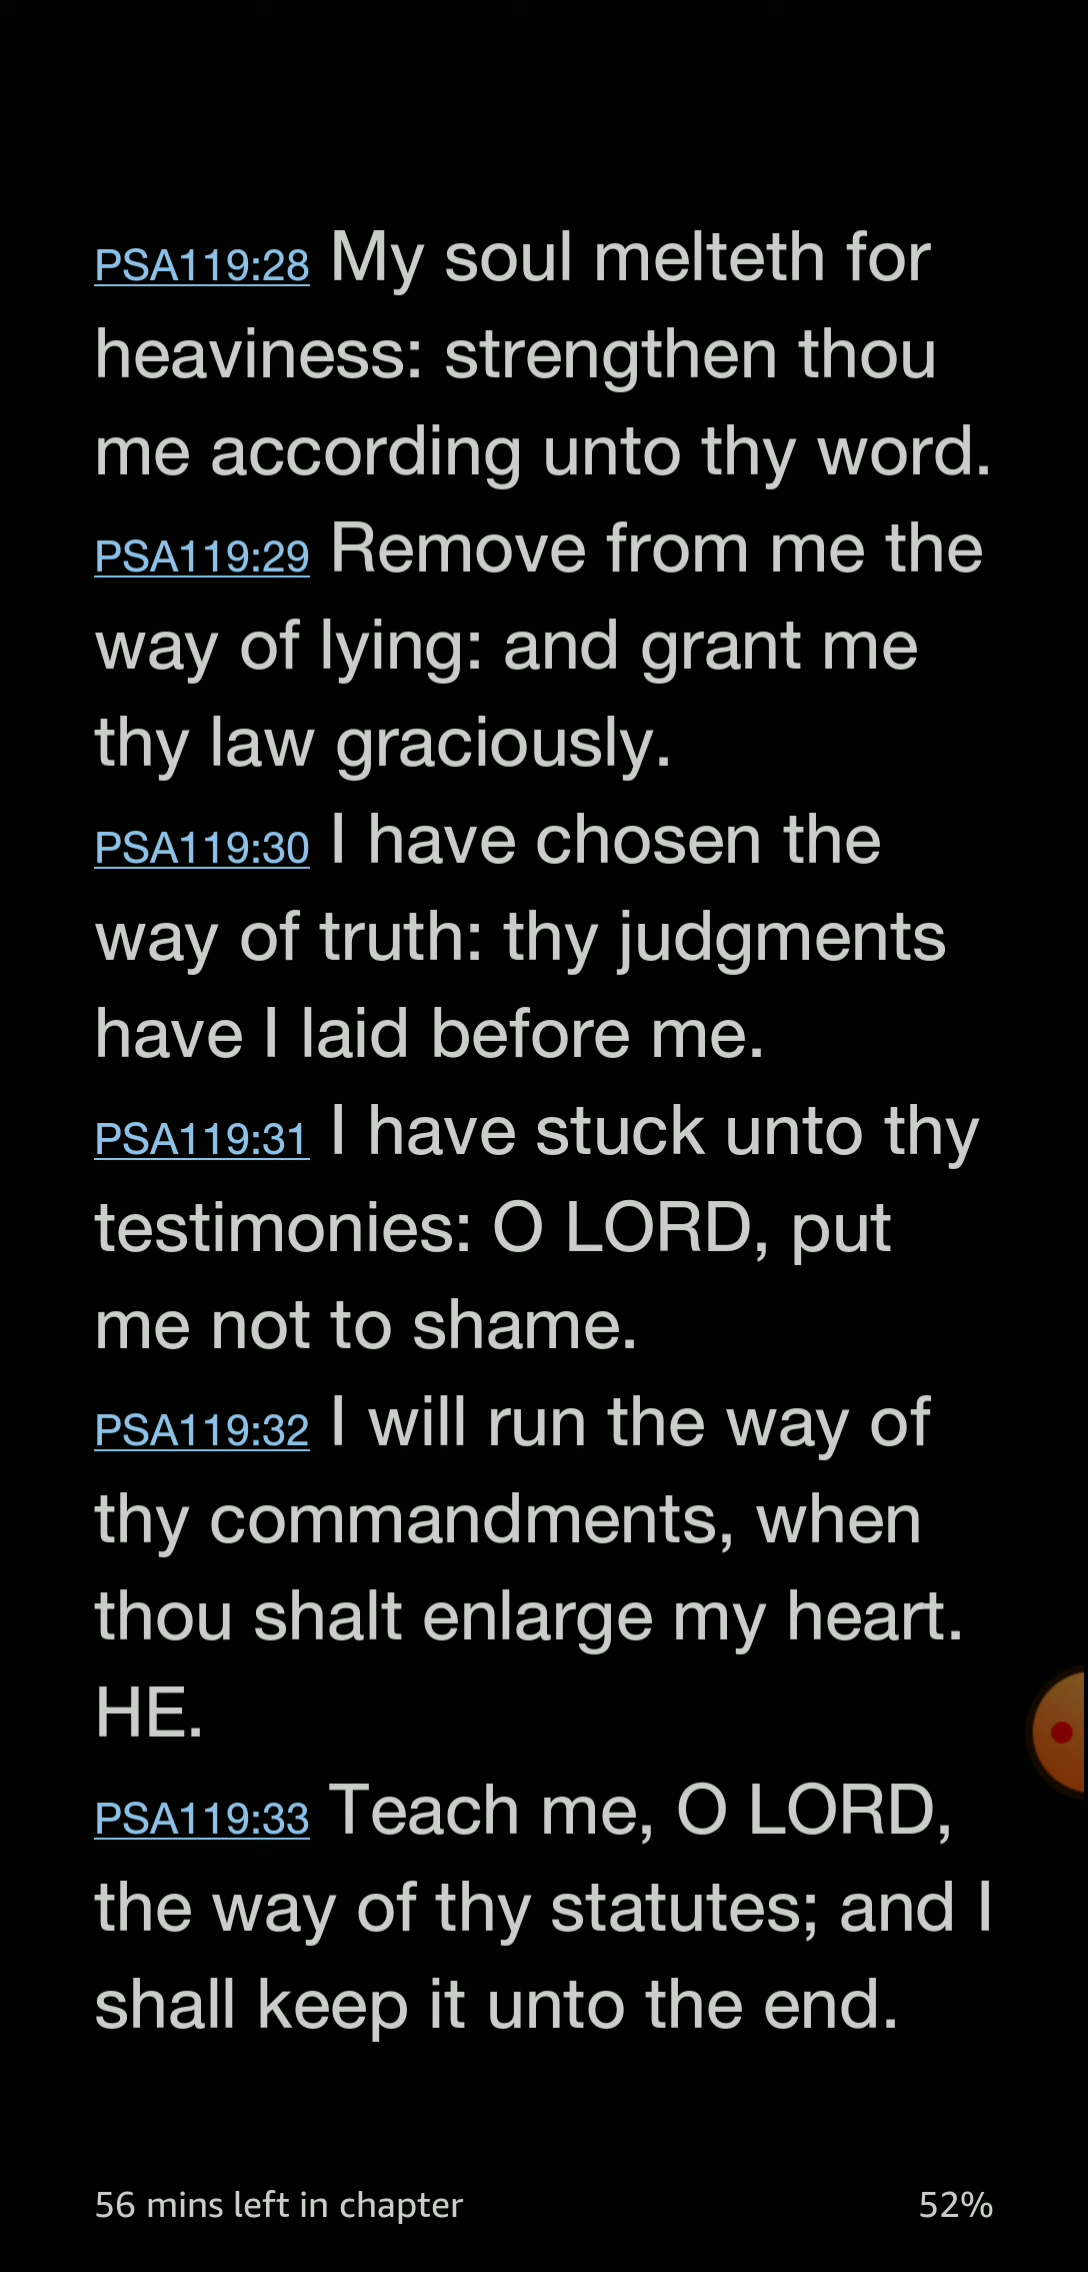 PSA119:28 My soul melteth for
heaviness: strengthen thou
me according unto thy word.
PSA119:29 Remove from me the
way of lying: and grant me
thy law graciously.
PSA119:30 I have chosen the
way of truth: thy judgments
have I laid before me.
PSA119:31 I have stuck unto thy
testimonies: O LORD, put
me not to shame.
PSA119:32 I will run the way of
thy commandments, when
thou shalt enlarge my heart.
HE.
PSA119:33 Teach me, O LORD,
the way of thy statutes; and I
shall keep it unto the end.
56 mins left in chapter 52%